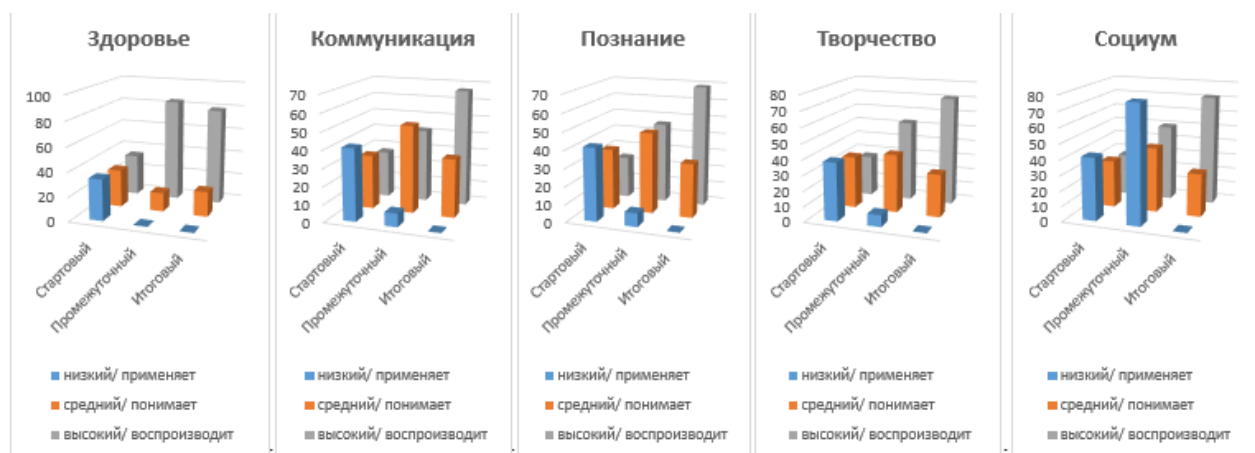 Здоровье
100
80
60
40
20
0
Стартовый
Промежуточный
Итоговый
низкий/ применяет
средний/ понимает
высокий/ воспроизводит
Коммуникация
70
60
50
40
30
20
10
0
Стартовый
Промежуточный
Итоговый
низкий/ применяет
средний/ понимает
высокий/ воспроизводит
Познание
70
60
50
40
30
20
10
0
Стартовый
Промежуточный
Итоговый
низкий/ применяет
средний/ понимает
высокий/ воспроизводит
Творчество
80
70
60
50
40
30
20
10
0
Стартовый
Промежуточный
Итоговый
низкий/ применяет
средний/ понимает
высокий/ воспроизводит
Социум
80
70
60
50
40
30
20
10
0
Стартовый
Промежуточный
Итоговый
низкий/ применяет
средний/ понимает
высокий/ воспроизводит